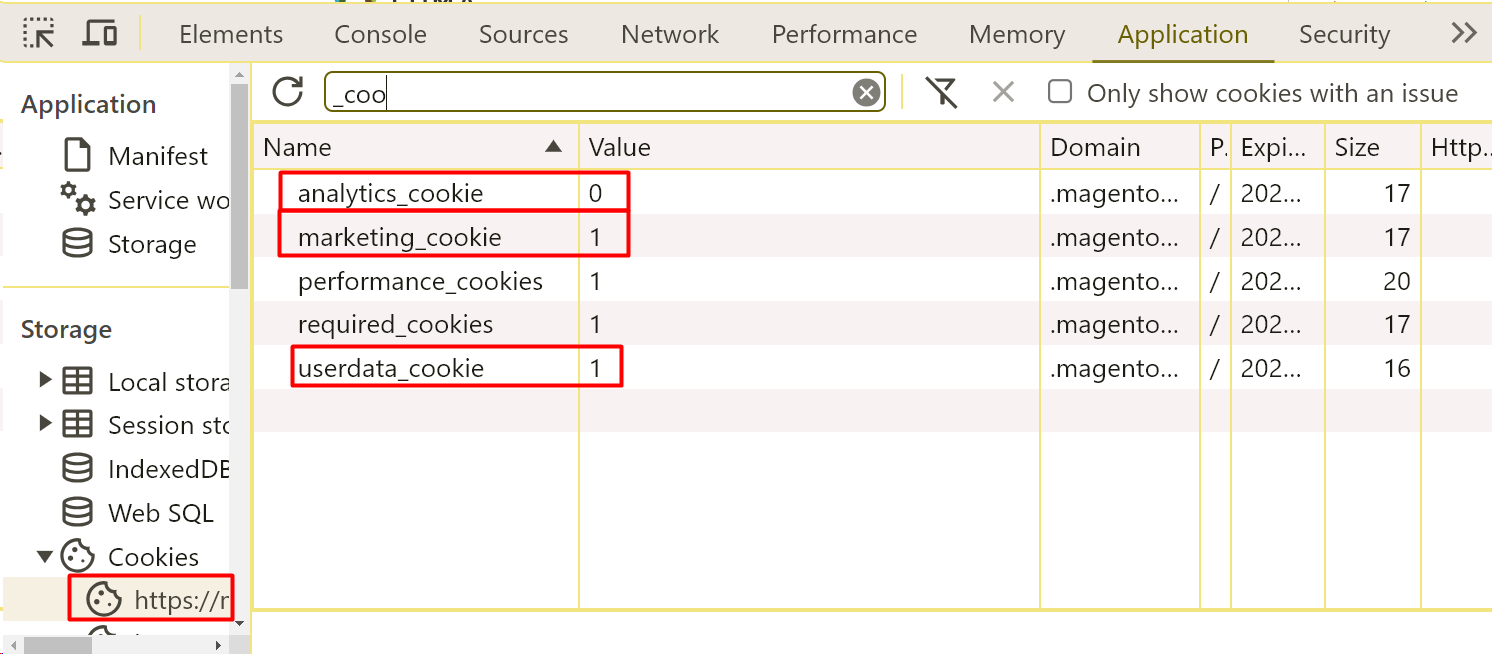 Elements Console Sources Network Performance Memory Application Security
Application
Manifest
Service wo
Storage
Storage
Local stora
Session sto
IndexedDB
Web SQL
Cookies
https://
_coo
Only show cookies with an issue
Name Value Domain P. Expi... Size Http...
analytics_cookie 0 .magento... / 202... 17
marketing_cookie 1 .magento... / 202... 17
performance_cookies 1 .magento... / 202... 20
required_cookies 1 .magento... / 202... 17
userdata_cookie 1 .magento... / 202... 16